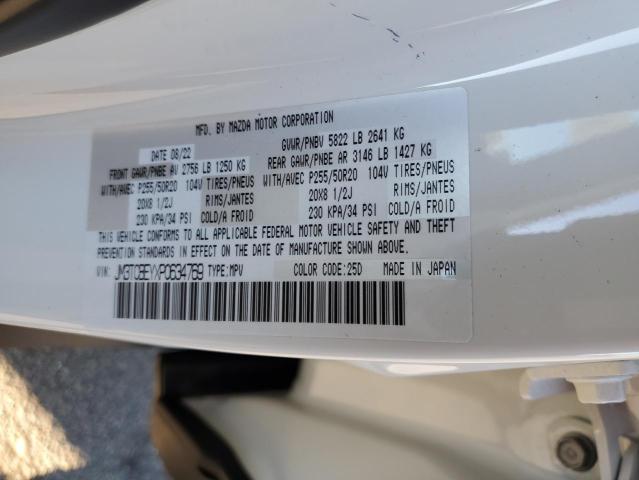 MFD. BY MAZDA MOTOR CORPORATION
DATE 08/22 GVWR/PNBV 5822 LB 2641 KG
FRONT GAWR/PNBE AV 2756 LB 1250 KG REAR GAWR/PNBE AR 3146 LB 1427 KG
WITH/AVEC P255/50R20 104V TIRES/PNEUS WITH/AVEC P255/50R20 104V TIRES/PNEUS
20X8 1/2J RIMS/JANTES 20X8 1/2J RIMS/JANTES
230 KPA/34 PSI COLD/A FROID 230 KPA/34 PSI COLD/A FROID
THIS VEHICLE CONFORMS TO ALL APPLICABLE FEDERAL MOTOR VEHICLE SAFETY AND THEFT
PREVENTION STANDARDS IN EFFECT ON THE DATE OF MANUFACTURE SHOWN ABOVE.
VIN: JM3TCBEYXP0634769 TYPE:MPV COLOR CODE:25D MADE IN JAPAN